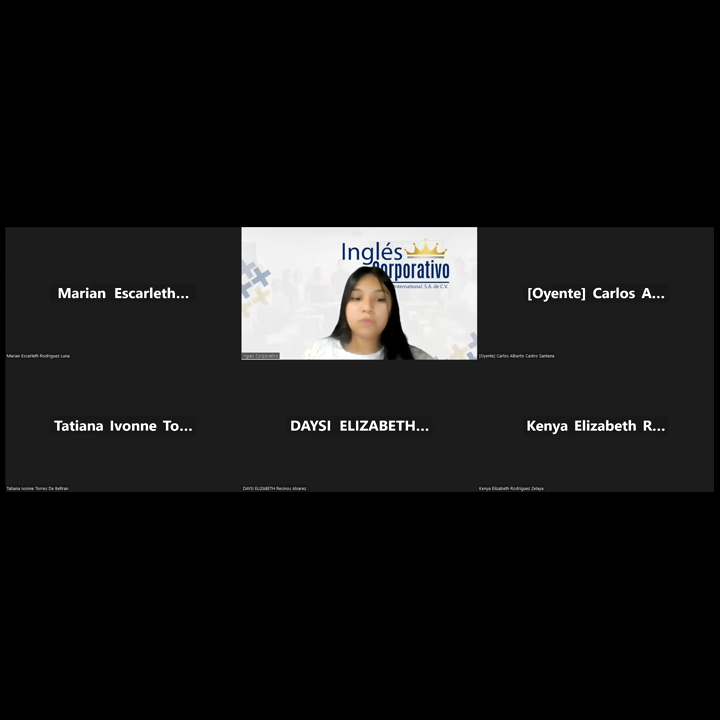 Marian Escarleth...
Marian Escarleth Rodriguez Luna
Inglés
Corporativo
International, S.A. de C.V.
Inglés Corporativo
[Oyente] Carlos A...
[Oyente] Carlos Alberto Castro Santana
Tatiana Ivonne To...
Tatiana Ivonne Torres De Beltran
DAYSI ELIZABETH...
DAYSI ELIZABETH Recinos Alvarez
Kenya Elizabeth R...
Kenya Elizabeth Rodriguez Zelaya